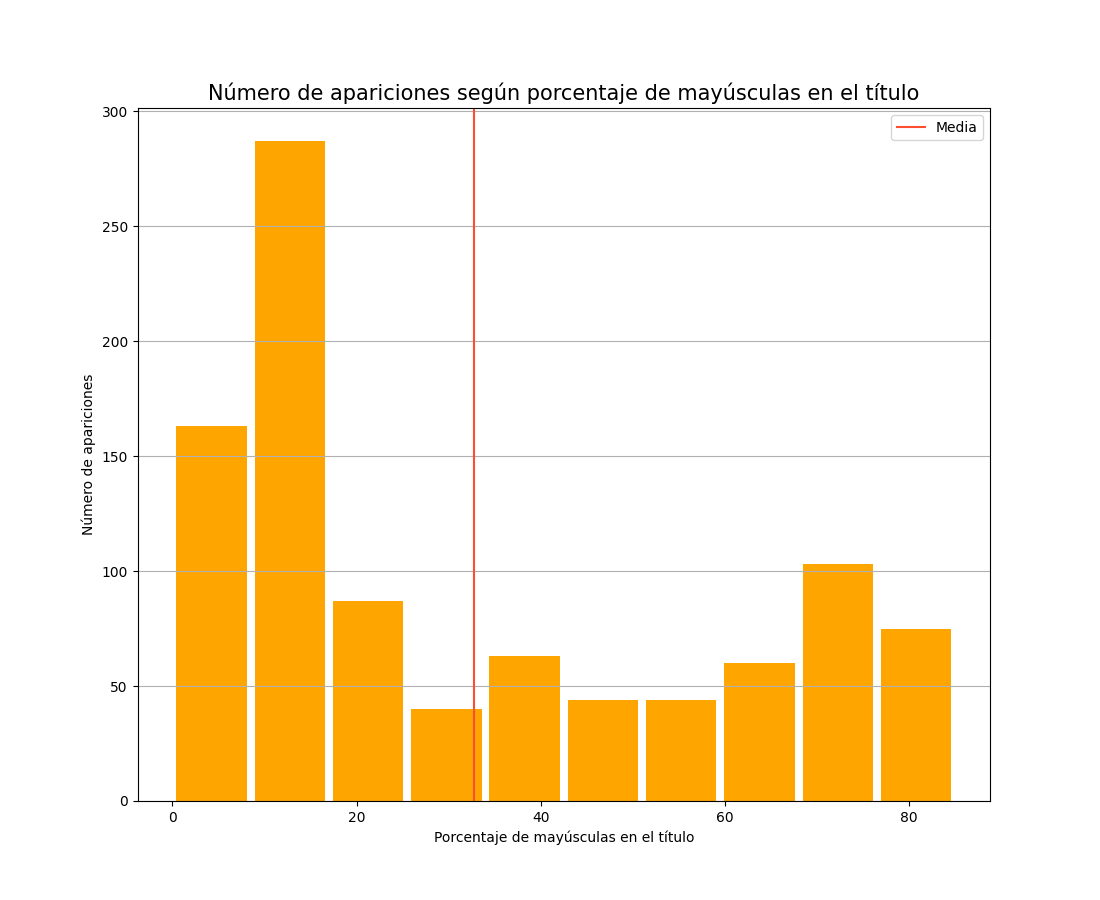 Número de apariciones según porcentaje de mayúsculas en el título
Media
300
250
200
150
100
50
0
Número de apariciones
0 20 40 60 80
Porcentaje de mayúsculas en el título